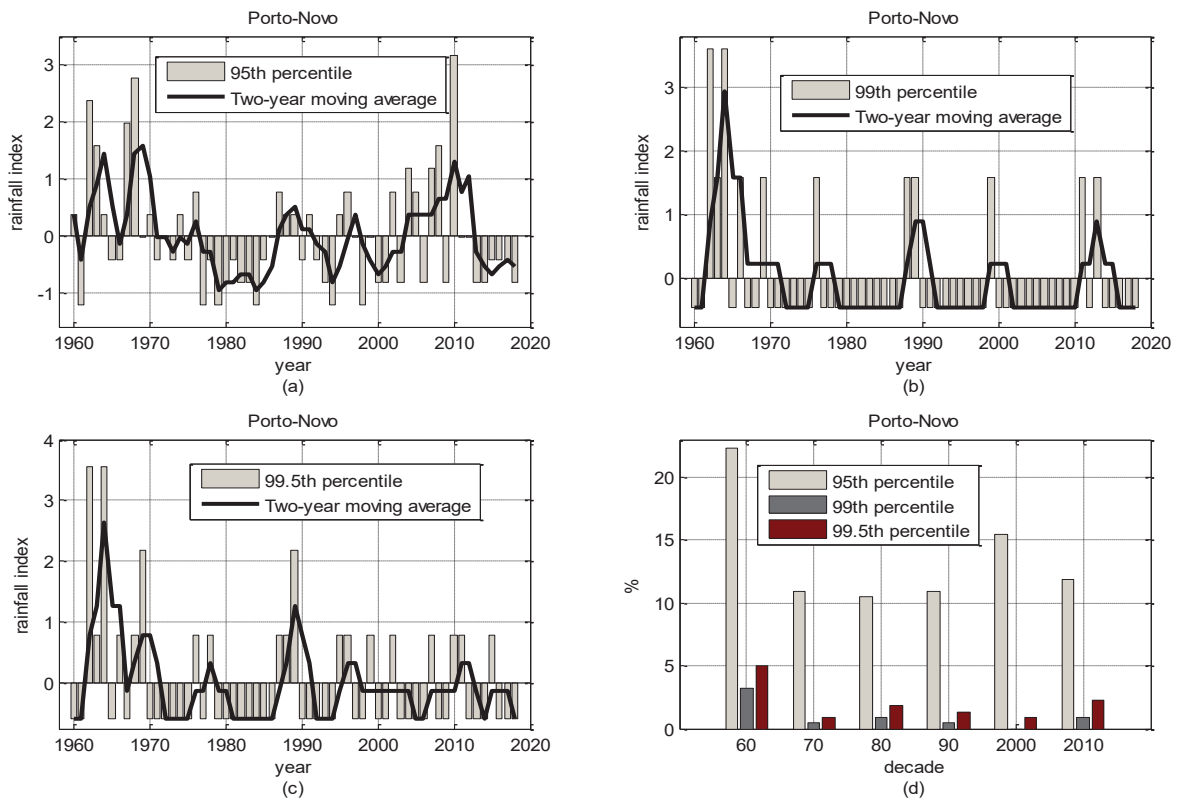 Porto-Novo
95th percentile
Two-year moving average
rainfall index
3
2
1
0
-1
1960 1970 1980 1990 2000 2010 2020
year
(a)
Porto-Novo
99th percentile
Two-year moving average
rainfall index
3
2
1
0
1960 1970 1980 1990 2000 2010 2020
year
(b)
Porto-Novo
99.5th percentile
Two-year moving average
rainfall index
4
3
2
1
0
1960 1970 1980 1990 2000 2010 2020
year
(c)
Porto-Novo
95th percentile
99th percentile
99.5th percentile
%
20
15
10
5
0
60 70 80 90 2000 2010
decade
(d)